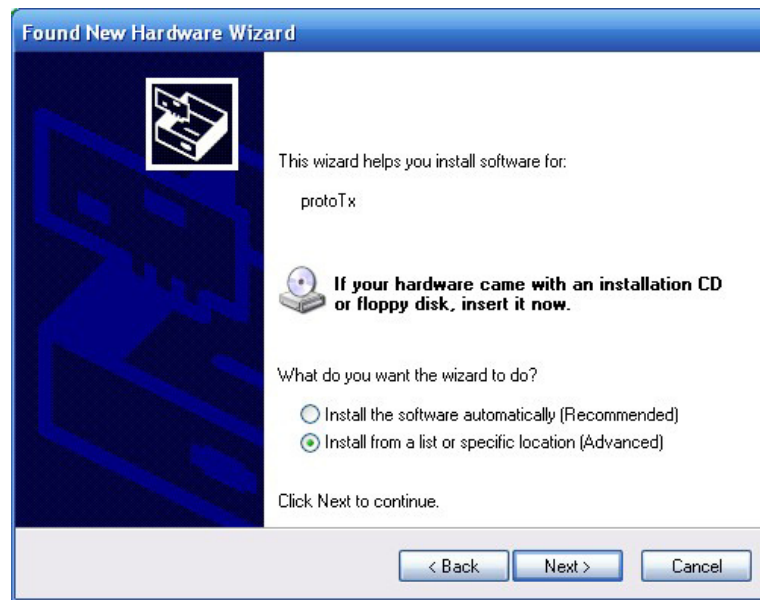 Found New Hardware Wizard
This wizard helps you install software for:
protoTx
If your hardware came with an installation CD
or floppy disk, insert it now.
What do you want the wizard to do?
Install the software automatically (Recommended)
Install from a list or specific location (Advanced)
Click Next to continue.
< Back Next > Cancel